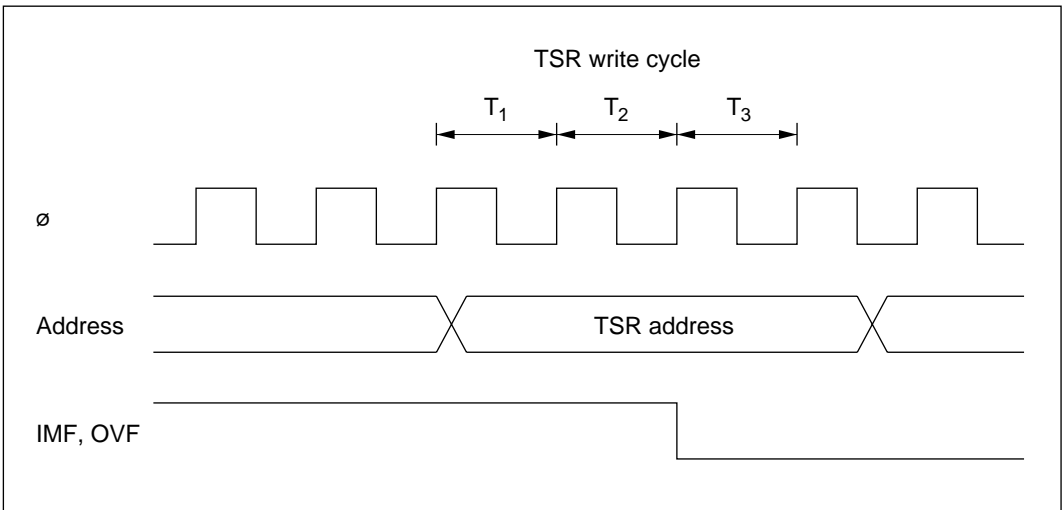 TSR write cycle
T1 T2 T3
ø
Address
TSR address
IMF, OVF